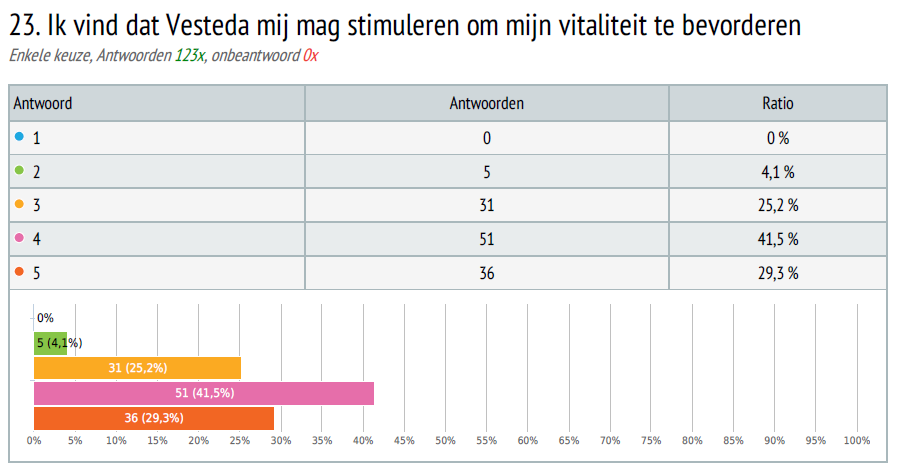 23. Ik vind dat Vesteda mij mag stimuleren om mijn vitaliteit te bevorderen
Enkele keuze, Antwoorden 123x, onbeantwoord 0x
Antwoord Antwoorden Ratio
1 0 0 %
2 5 4,1 %
3 31 25,2 %
4 51 41,5 %
5 36 29,3 %
0%
5 (4,1%)
31 (25,2%)
51 (41,5%)
36 (29,3%)
0% 5% 10% 15% 20% 25% 30% 35% 40% 45% 50% 55% 60% 65% 70% 75% 80% 85% 90% 95% 100%